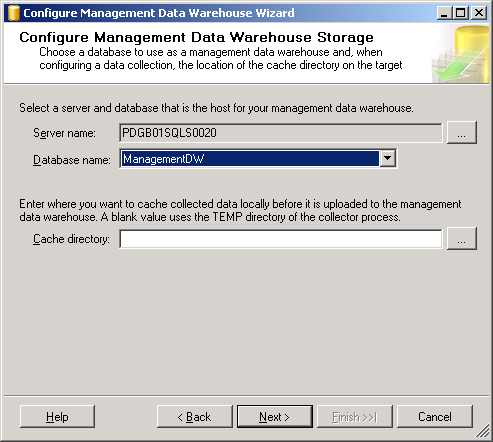 Configure Management Data Warehouse Wizard
Configure Management Data Warehouse Storage
Choose a database to use as a management data warehouse and, when
configuring a data collection, the location of the cache directory on the target
Select a server and database that is the host for your management data warehouse.
Server name:
PDGB01SQLS0020
...
Database name:
ManagementDW
Enter where you want to cache collected data locally before it is uploaded to the management
data warehouse. A blank value uses the TEMP directory of the collector process.
Cache directory:
...
Help
< Back
Next >
Finish >>|
Cancel